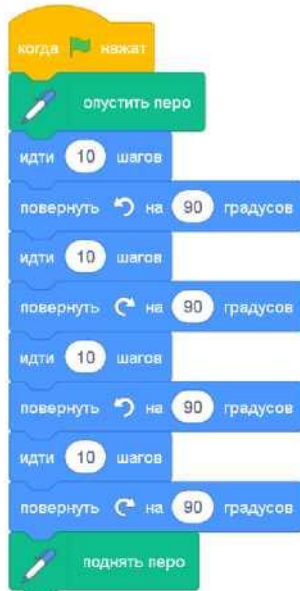 когда нажат
опустить перо
идти 10 шагов
повернуть на 90 градусов
идти 10 шагов
повернуть на 90 градусов
идти 10 шагов
повернуть на 90 градусов
идти 10 шагов
повернуть на 90 градусов
поднять перо